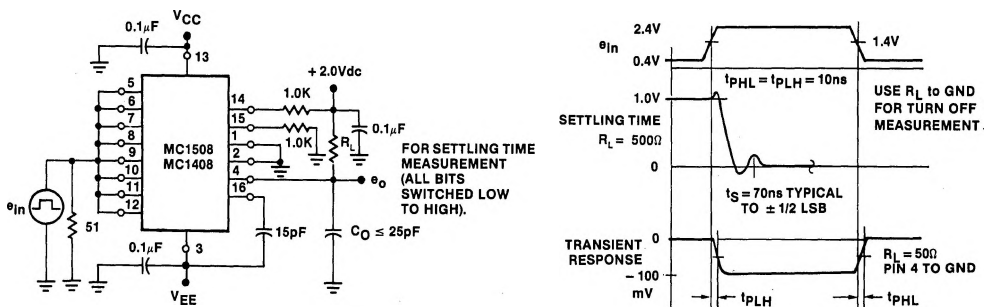 0.1µF
VCC
13
5
6
7
8
9
10
11
12
MC1508
MC1408
14
15
1
2
4
16
3
1.0K
1.0K
+ 2.0Vdc
RL
0.1µF
FOR SETTLING TIME
MEASUREMENT
(ALL BITS
SWITCHED LOW
TO HIGH).
eo
ein
51
15pF
CO ≤ 25pF
0.1µF
VEE
2.4V
ein
0.4V
1.4V
tPHL = tPLH = 10ns
USE RL to GND
FOR TURN OFF
MEASUREMENT.
1.0V
SETTLING TIME
RL = 500Ω
0
tS = 70ns TYPICAL
TO ± 1/2 LSB
TRANSIENT
RESPONSE
0
– 100
mV
RL = 50Ω
PIN 4 TO GND
tPLH
tPHL